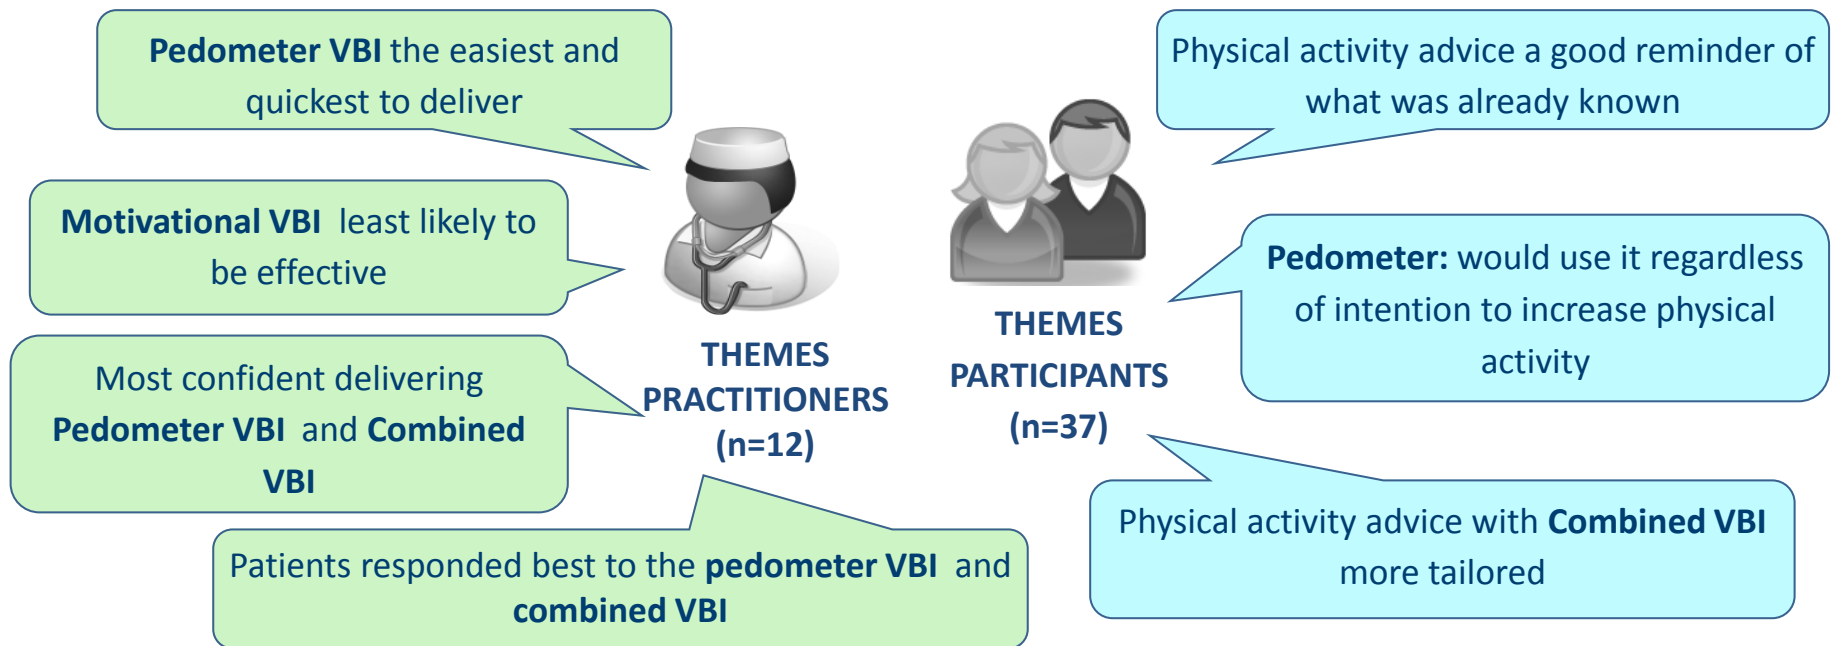 Pedometer VBI the easiest and
quickest to deliver
Motivational VBI least likely to
be effective
Most confident delivering
Pedometer VBI and Combined
VBI
Patients responded best to the pedometer VBI and
combined VBI
THEMES
PRACTITIONERS
(n=12)
THEMES
PARTICIPANTS
(n=37)
Physical activity advice a good reminder of
what was already known
Pedometer: would use it regardless
of intention to increase physical
activity
Physical activity advice with Combined VBI
more tailored